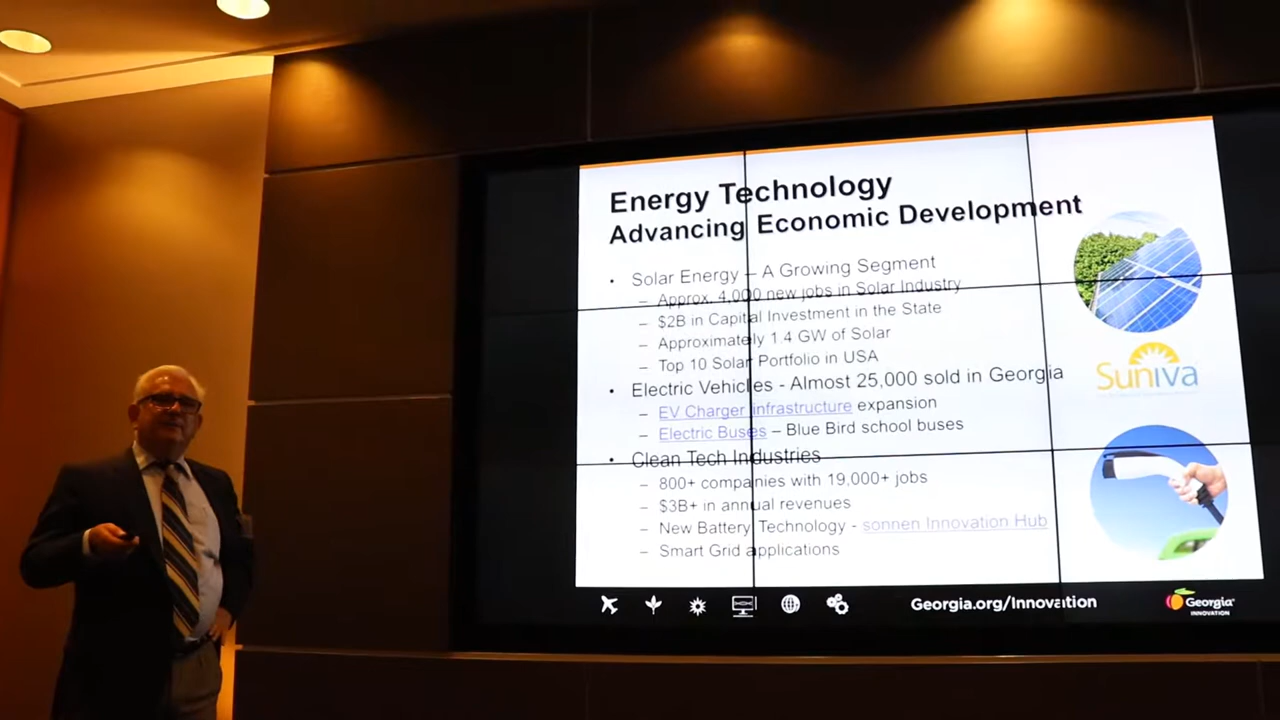 Energy Technology
Advancing Economic Development
• Solar Energy – A Growing Segment
– Approx. 4,000 new jobs in Solar Industry
– $2B in Capital Investment in the State
– Approximately 1.4 GW of Solar
– Top 10 Solar Portfolio in USA
• Electric Vehicles - Almost 25,000 sold in Georgia
– EV Charger infrastructure expansion
– Electric Buses – Blue Bird school buses
• Clean Tech Industries
– 800+ companies with 19,000+ jobs
– $3B+ in annual revenues
– New Battery Technology - sonnen Innovation Hub
– Smart Grid applications
Suniva
Georgia.org/Innovation
Georgia
INNOVATION